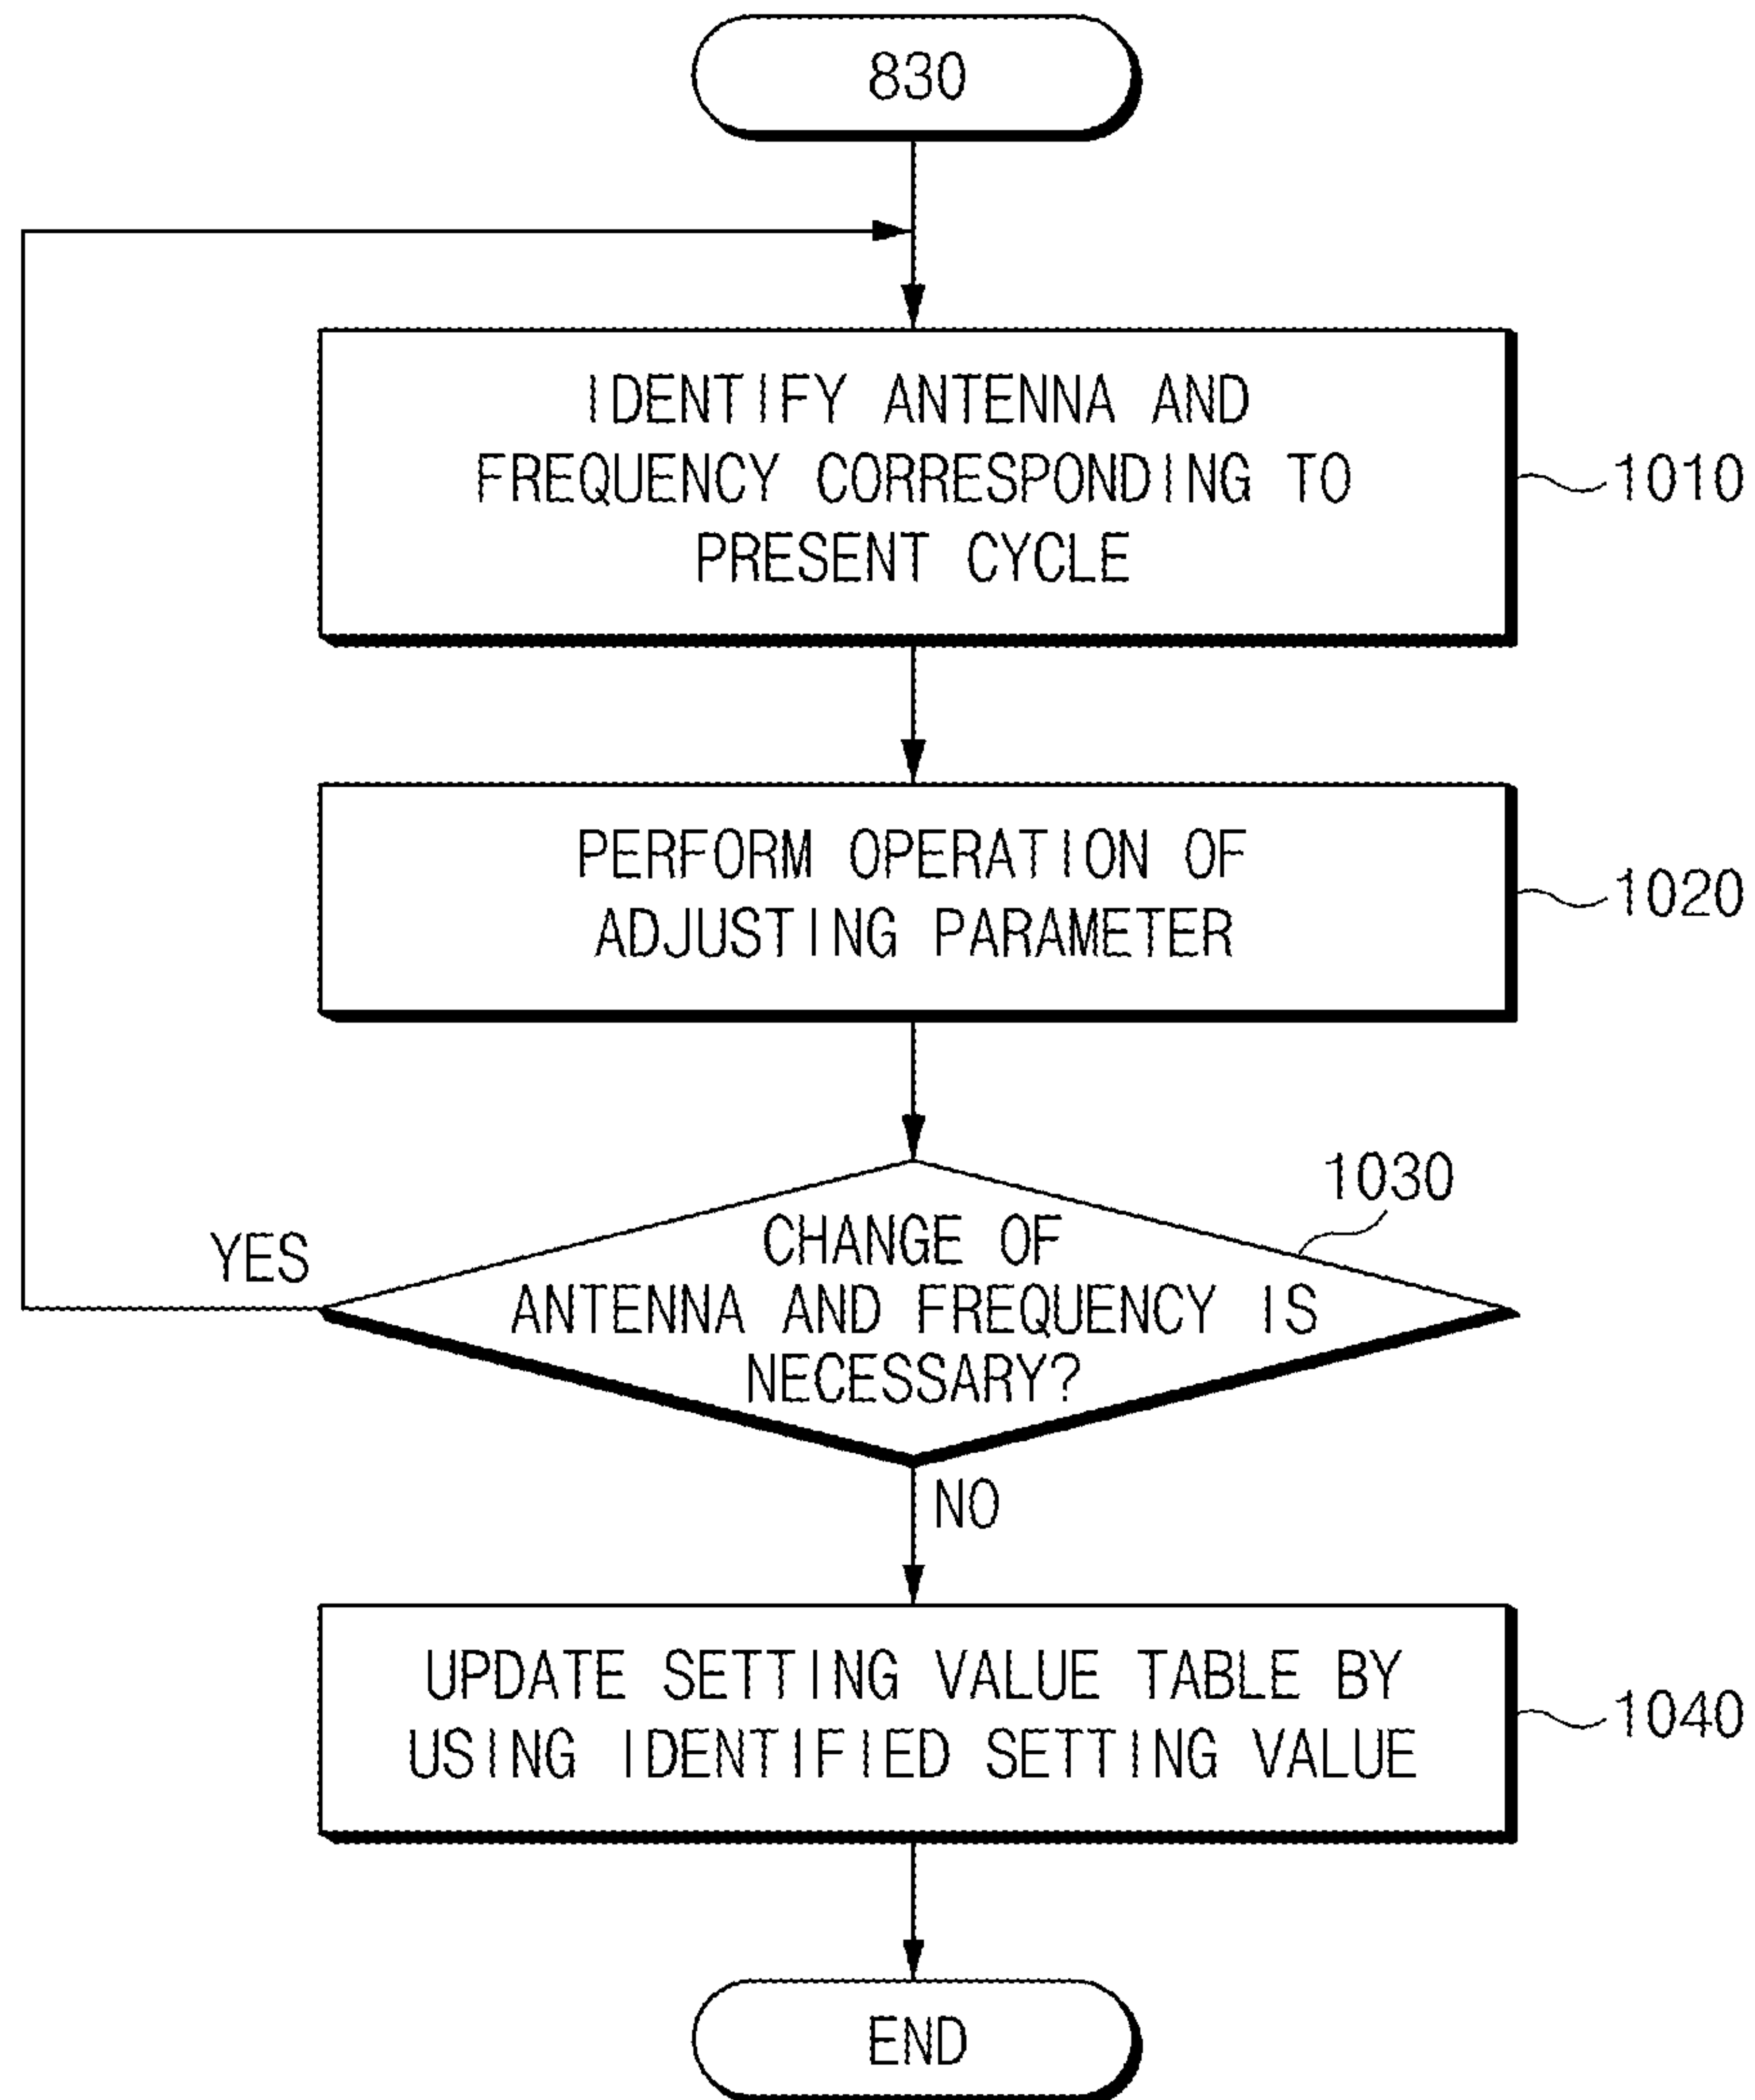 830
IDENTIFY ANTENNA AND
FREQUENCY CORRESPONDING TO
PRESENT CYCLE
1010
PERFORM OPERATION OF
ADJUSTING PARAMETER
1020
1030
CHANGE OF
ANTENNA AND FREQUENCY IS
NECESSARY?
YES
NO
UPDATE SETTING VALUE TABLE BY
USING IDENTIFIED SETTING VALUE
1040
END